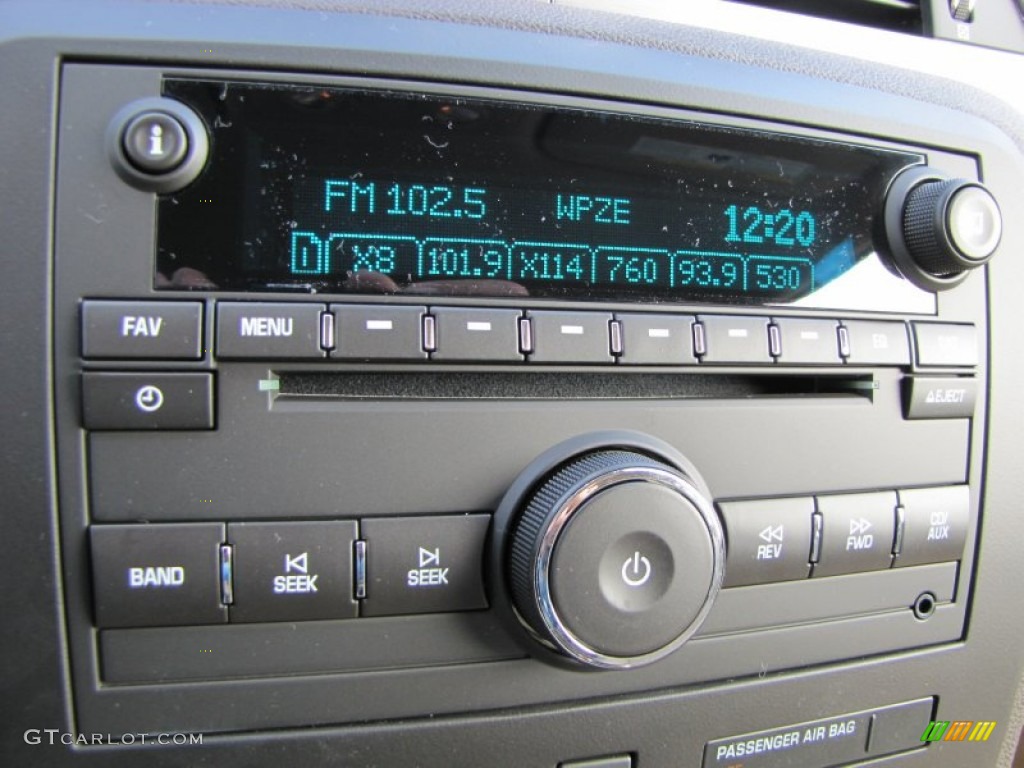 i
FM 102.5 WPZE 12:20
D X8 101.9 X114 760 93.9 530
FAV MENU EQ
EJECT
BAND SEEK SEEK REV FWD CD/
AUX
PASSENGER AIR BAG
GTCARLOT.COM